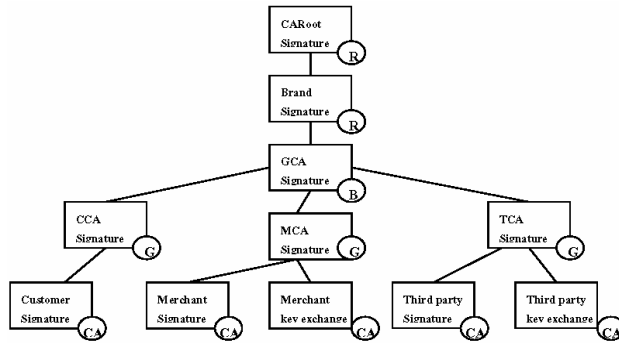 CARoot
Signature
R
Brand
Signature
R
GCA
Signature
B
CCA
Signature
G
MCA
Signature
G
TCA
Signature
G
Customer
Signature
CA
Merchant
Signature
CA
Merchant
key exchange
CA
Third party
Signature
CA
Third party
key exchange
CA